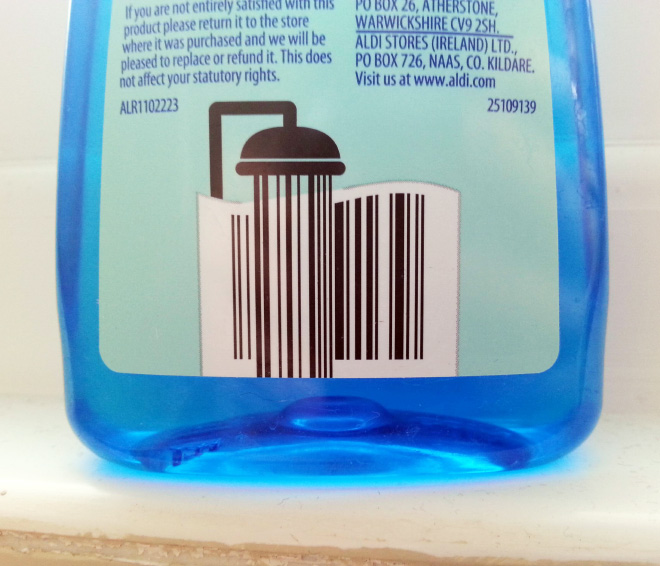 If you are not entirely satisfied with this
product please return it to the store
where it was purchased and we will be
pleased to replace or refund it. This does
not affect your statutory rights.
PO BOX 26, ATHERSTONE,
WARWICKSHIRE CV9 2SH.
ALDI STORES (IRELAND) LTD.,
PO BOX 726, NAAS, CO. KILDARE.
Visit us at www.aldi.com
ALR1102223
25109139